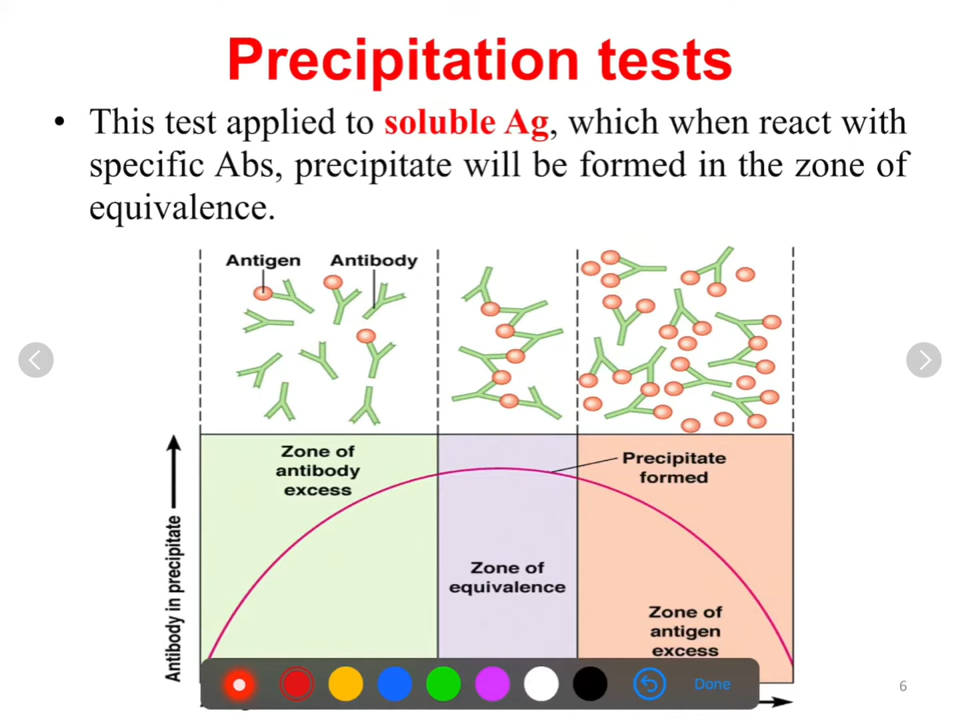 Precipitation tests
• This test applied to soluble Ag, which when react with
specific Abs, precipitate will be formed in the zone of
equivalence.
Antigen
Antibody
Zone of
antibody
excess
Precipitate
formed
Zone of
equivalence
Zone of
antigen
excess
Antibody in precipitate
Done
6